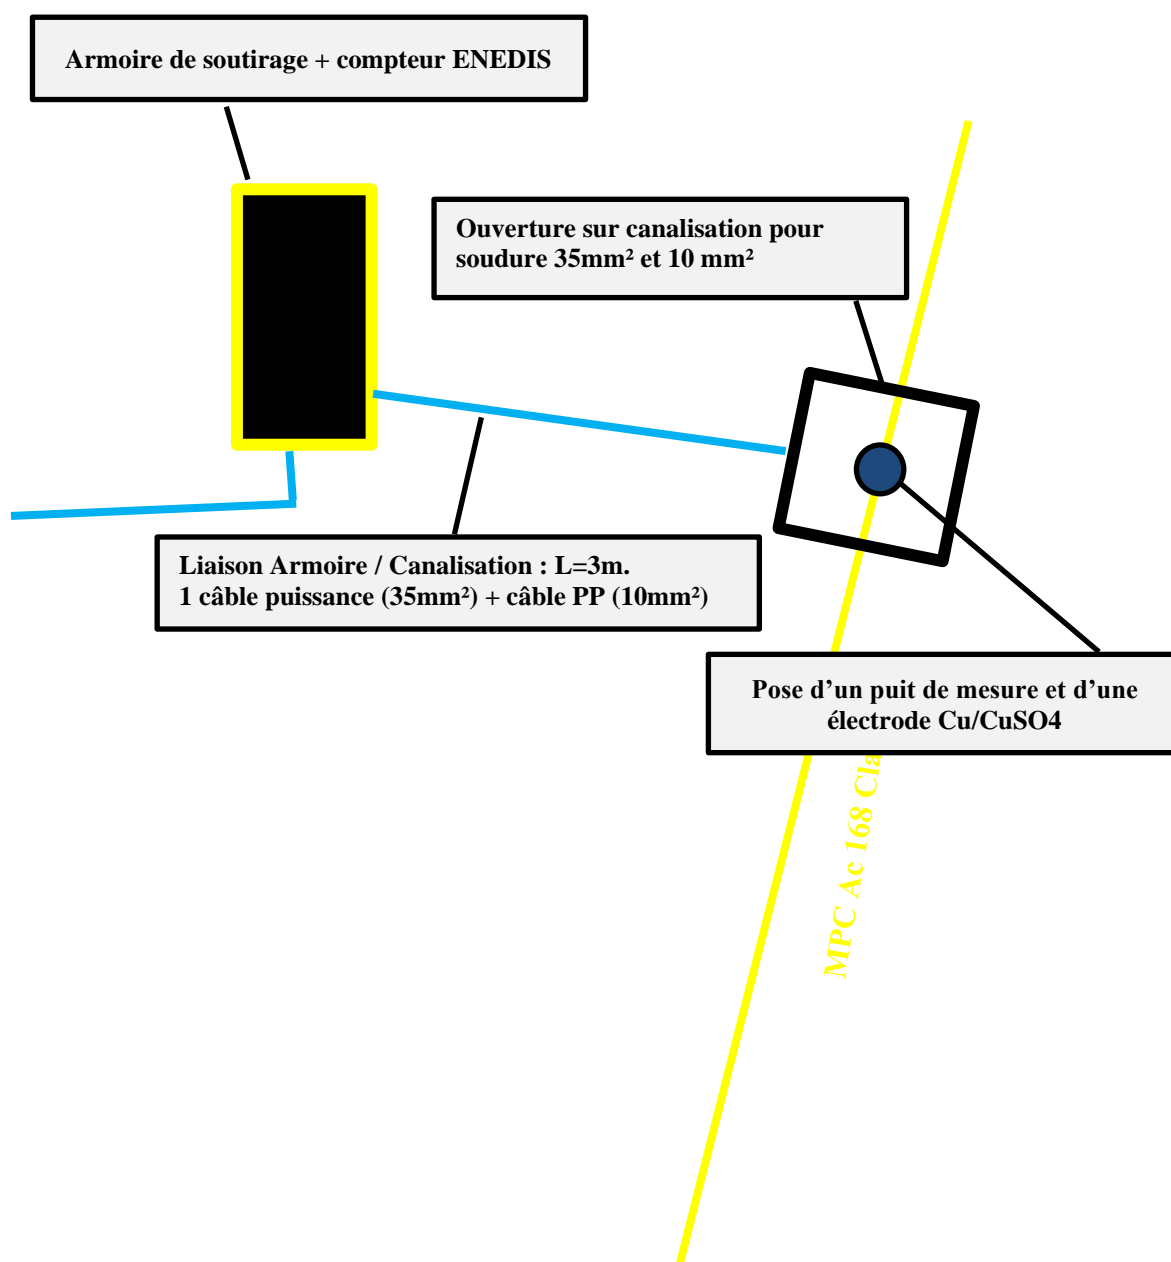 Armoire de soutirage + compteur ENEDIS
Ouverture sur canalisation pour
soudure 35mm² et 10 mm²
Liaison Armoire / Canalisation : L=3m.
1 câble puissance (35mm²) + câble PP (10mm²)
Pose d’un puit de mesure et d’une
électrode Cu/CuSO4
MPC Ac 168